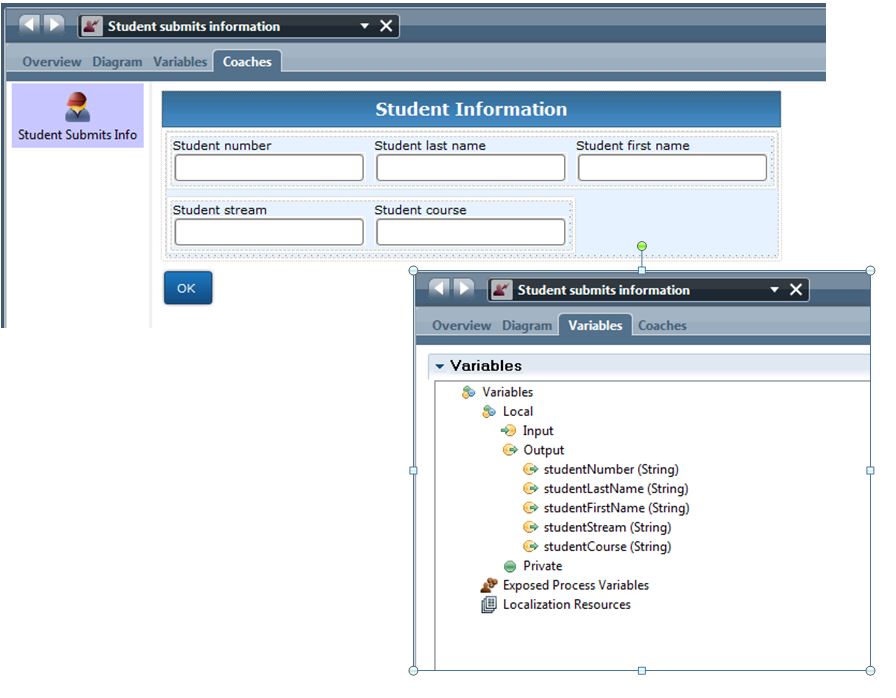 Student submits information
Overview Diagram Variables Coaches
Student Submits Info
Student Information
Student number Student last name Student first name
Student stream Student course
OK
Student submits information
Overview Diagram Variables Coaches
Variables
Variables
Local
Input
Output
studentNumber (String)
studentLastName (String)
studentFirstName (String)
studentStream (String)
studentCourse (String)
Private
Exposed Process Variables
Localization Resources